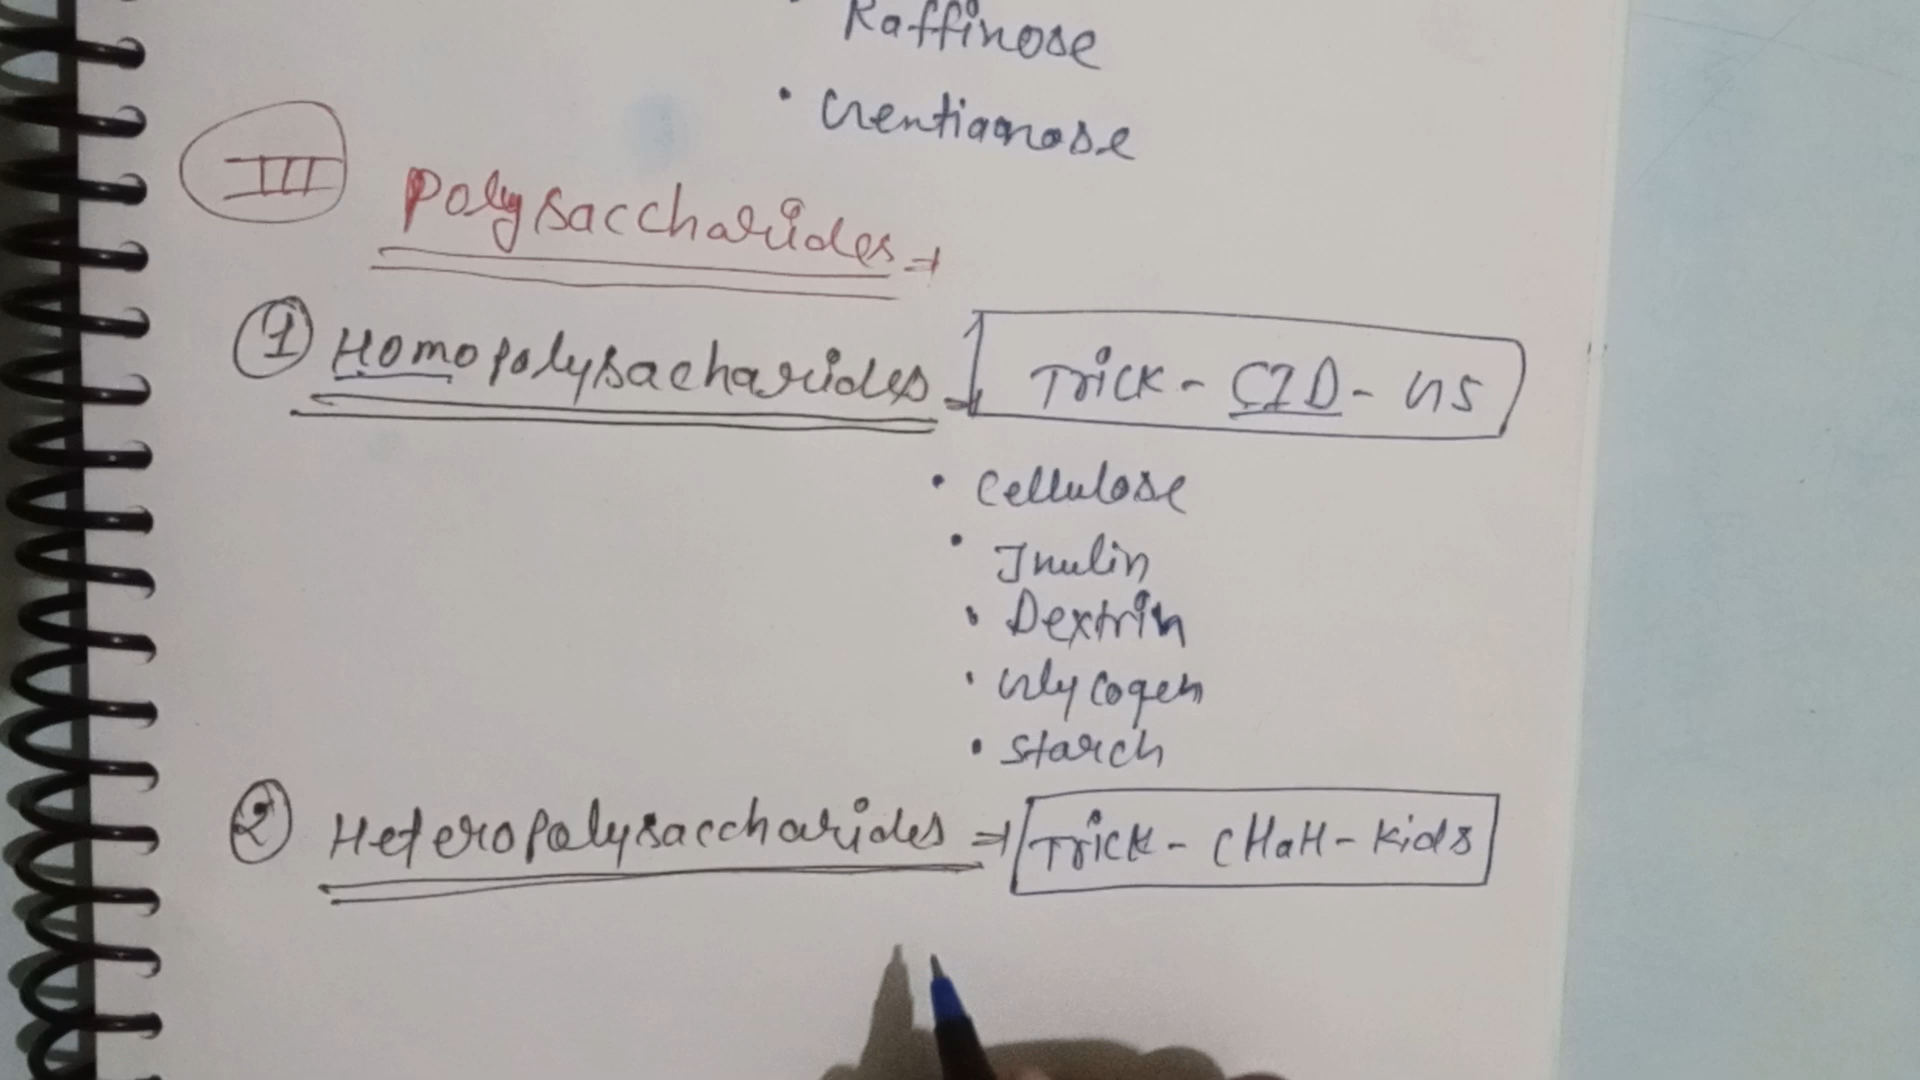 Raffinose
• Gentianose
III Polysaccharides ⇒
① Homopolysacharides ⇒ Trick - CID - GS
• Cellulose
• Inulin
• Dextrin
• Glycogen
• Starch
② Heteropolysaccharides ⇒ Trick - CHaH - Kids